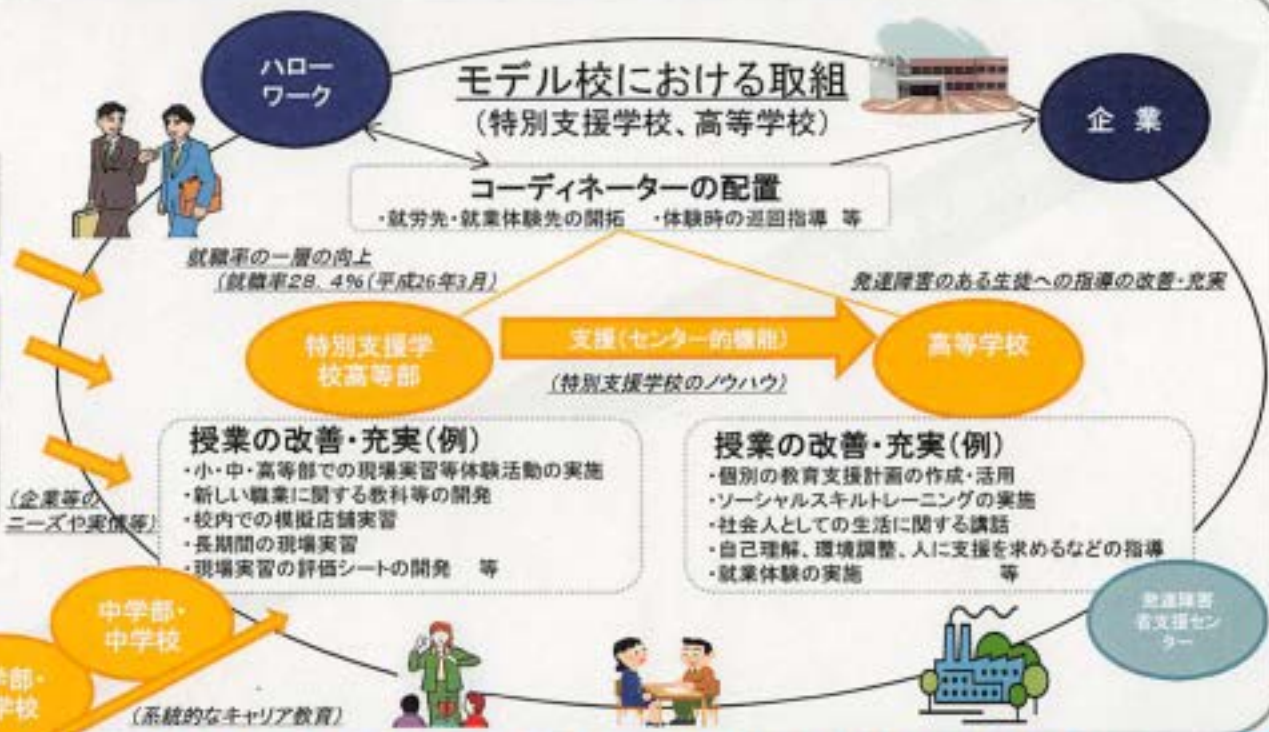 ハロー
ワーク
モデル校における取組
(特別支援学校、高等学校)
企 業
コーディネーターの配置
・就労先・就業体験先の開拓 ・体験時の巡回指導 等
就職率の一層の向上
(就職率28.4%(平成26年3月)
発達障害のある生徒への指導の改善・充実
特別支援学
校高等部
支援(センター的機能)
高等学校
(特別支援学校のノウハウ)
授業の改善・充実(例)
・小・中・高等部での現場実習等体験活動の実施
・新しい職業に関する教科等の開発
・校内での模擬店舗実習
・長期間の現場実習
・現場実習の評価シートの開発 等
授業の改善・充実(例)
・個別の教育支援計画の作成・活用
・ソーシャルスキルトレーニングの実施
・社会人としての生活に関する講話
・自己理解、環境調整、人に支援を求めるなどの指導
・就業体験の実施 等
(企業等の
ニーズや実情等)
中学部・
中学校
学部・
学校
発達障害
者支援セン
ター
(系統的なキャリア教育)